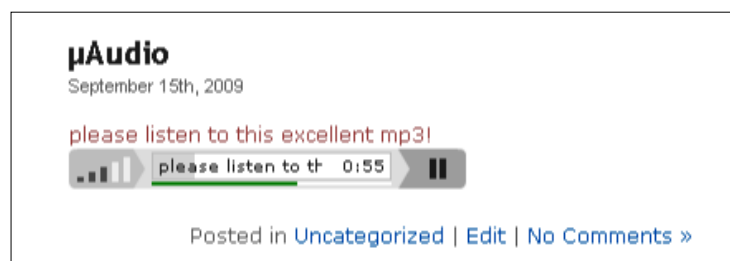 µAudio
September 15th, 2009
please listen to this excellent mp3!
please listen to th 0:55
Posted in Uncategorized | Edit | No Comments »